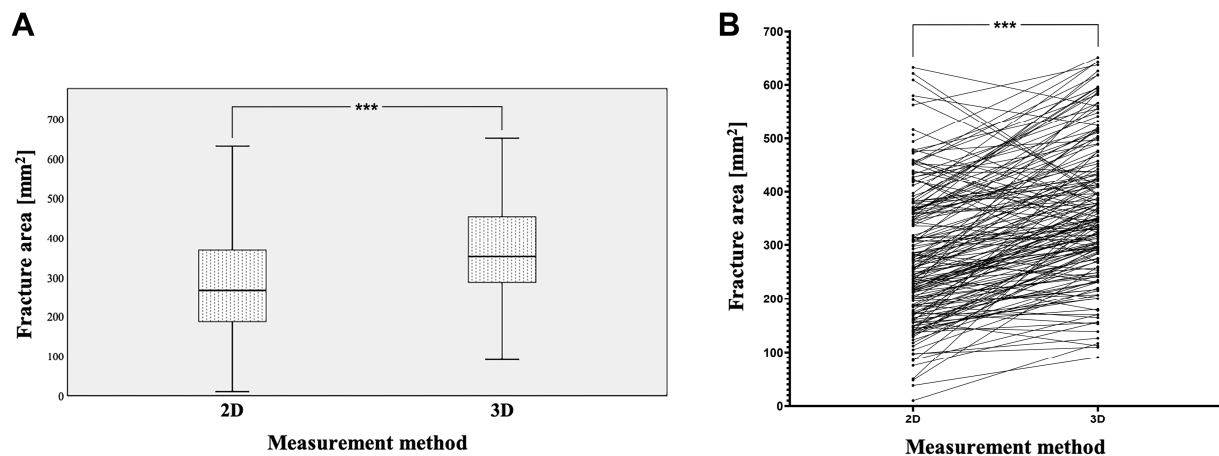 A
Fracture area [mm²]
700
600
500
400
300
200
100
0
***
2D
3D
Measurement method
B
Fracture area [mm²]
700
600
500
400
300
200
100
0
***
2D
3D
Measurement method